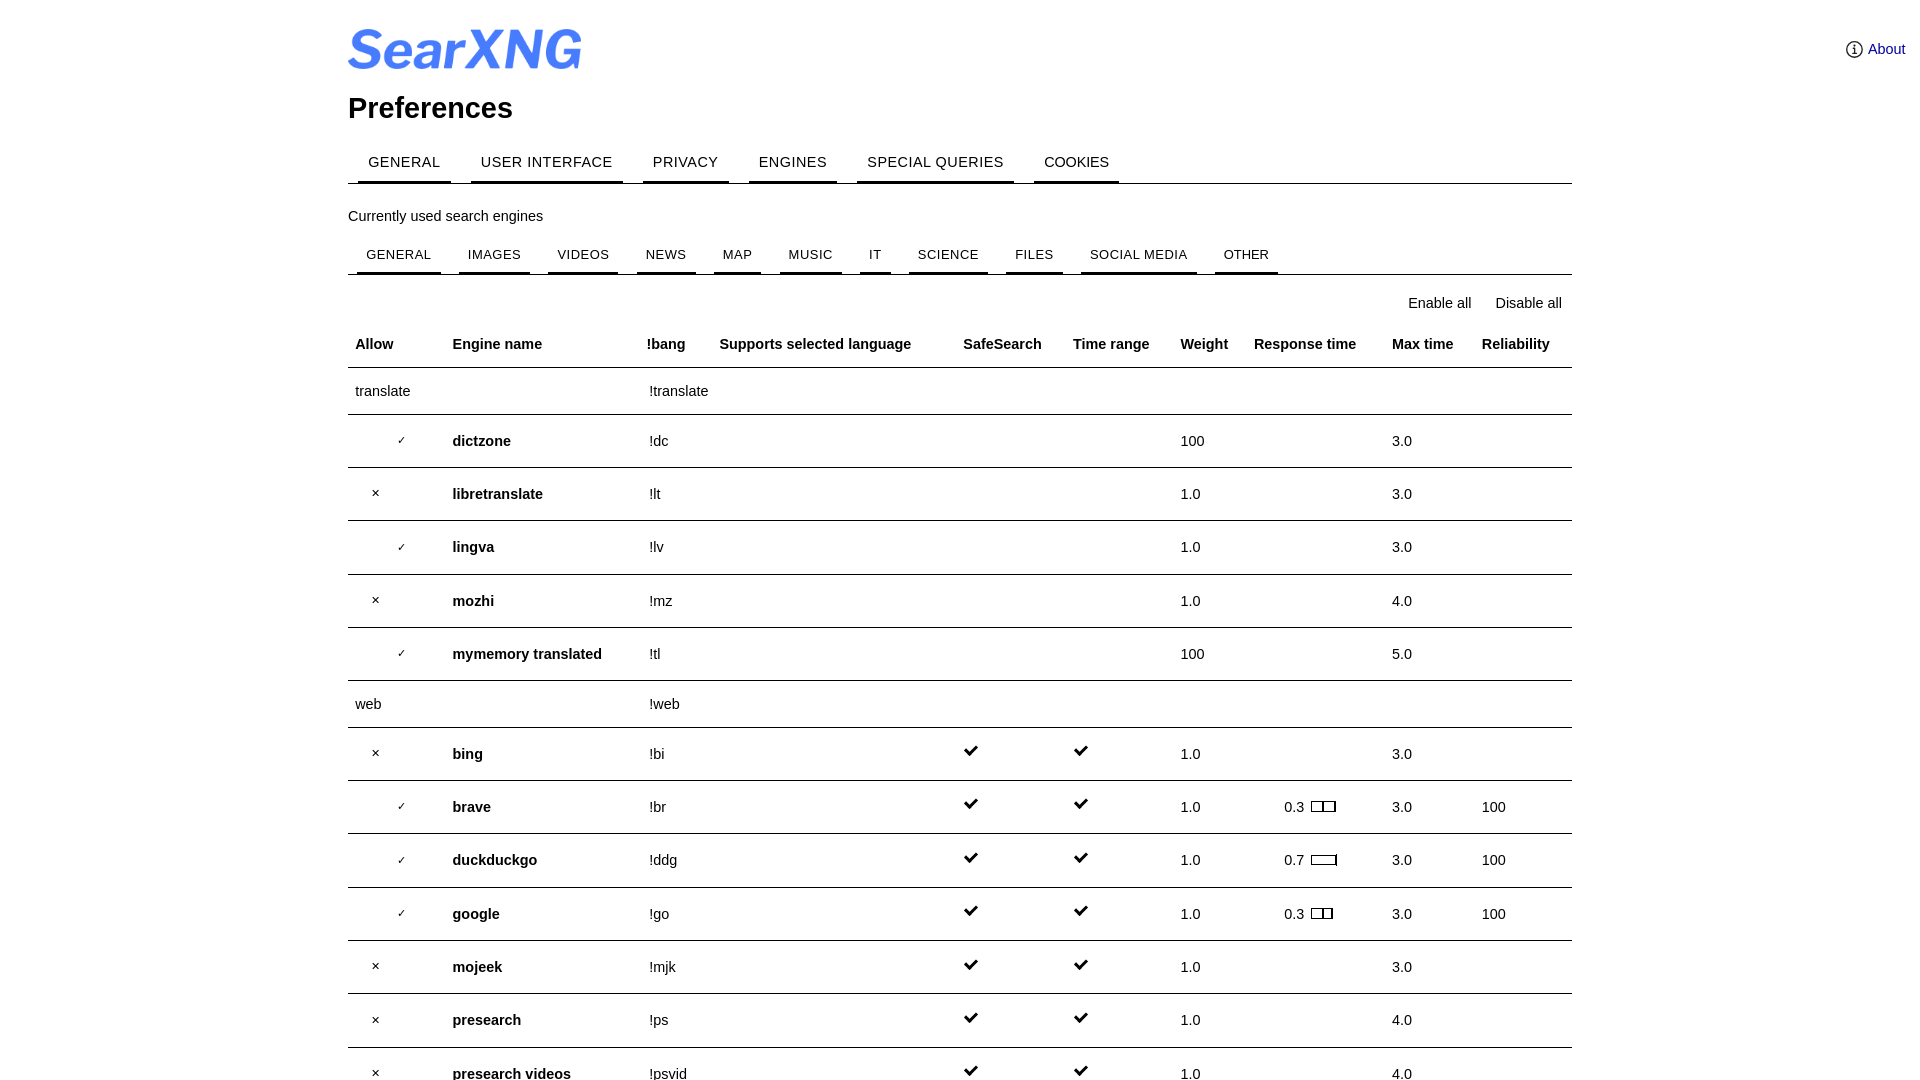 SearXNG
About
Preferences
GENERAL USER INTERFACE PRIVACY ENGINES SPECIAL QUERIES COOKIES
Currently used search engines
GENERAL IMAGES VIDEOS NEWS MAP MUSIC IT SCIENCE FILES SOCIAL MEDIA OTHER
Enable all Disable all
Allow Engine name !bang Supports selected language SafeSearch Time range Weight Response time Max time Reliability
translate !translate
✓ dictzone !dc 100 3.0
✕ libretranslate !lt 1.0 3.0
✓ lingva !lv 1.0 3.0
✕ mozhi !mz 1.0 4.0
✓ mymemory translated !tl 100 5.0
web !web
✕ bing !bi 1.0 3.0
✓ brave !br 1.0 0.3 3.0 100
✓ duckduckgo !ddg 1.0 0.7 3.0 100
✓ google !go 1.0 0.3 3.0 100
✕ mojeek !mjk 1.0 3.0
✕ presearch !ps 1.0 4.0
✕ presearch videos !psvid 1.0 4.0